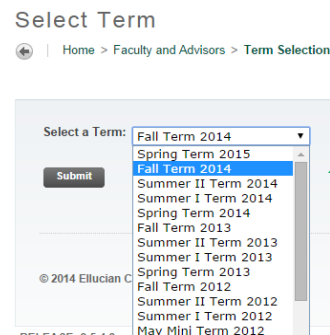 Select Term
Home > Faculty and Advisors > Term Selection
Select a Term: Fall Term 2014
Spring Term 2015
Fall Term 2014
Submit
Summer II Term 2014
Summer I Term 2014
Spring Term 2014
Fall Term 2013
Summer II Term 2013
Summer I Term 2013
© 2014 Ellucian C
Spring Term 2013
Fall Term 2012
Summer II Term 2012
Summer I Term 2012
May Mini Term 2012